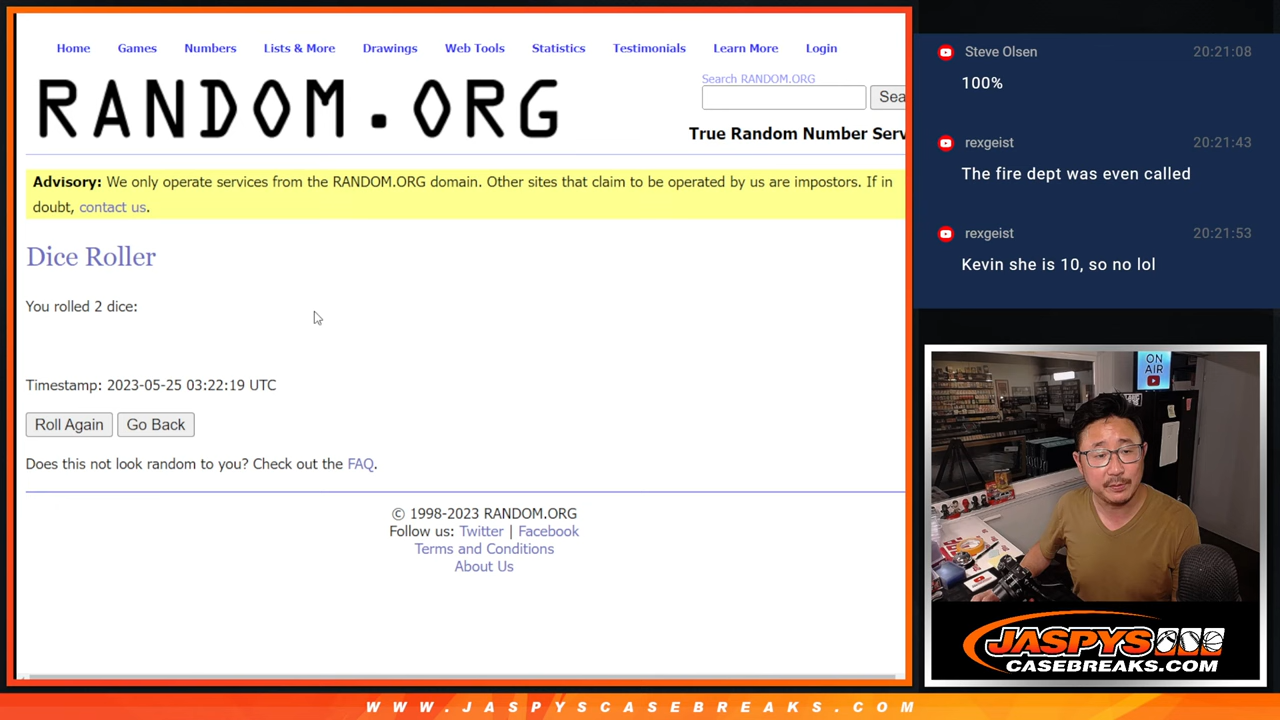 Home Games Numbers Lists & More Drawings Web Tools Statistics Testimonials Learn More Login
RANDOM.ORG
Search RANDOM.ORG
Sea
True Random Number Serv
Advisory: We only operate services from the RANDOM.ORG domain. Other sites that claim to be operated by us are impostors. If in
doubt, contact us.
Dice Roller
You rolled 2 dice:
Timestamp: 2023-05-25 03:22:19 UTC
Roll Again Go Back
Does this not look random to you? Check out the FAQ.
© 1998-2023 RANDOM.ORG
Follow us: Twitter | Facebook
Terms and Conditions
About Us
Steve Olsen 20:21:08
100%
rexgeist 20:21:43
The fire dept was even called
rexgeist 20:21:53
Kevin she is 10, so no lol
ON
AIR
JASPYS
CASEBREAKS.COM
WWW.JASPYSCASEBREAKS.COM